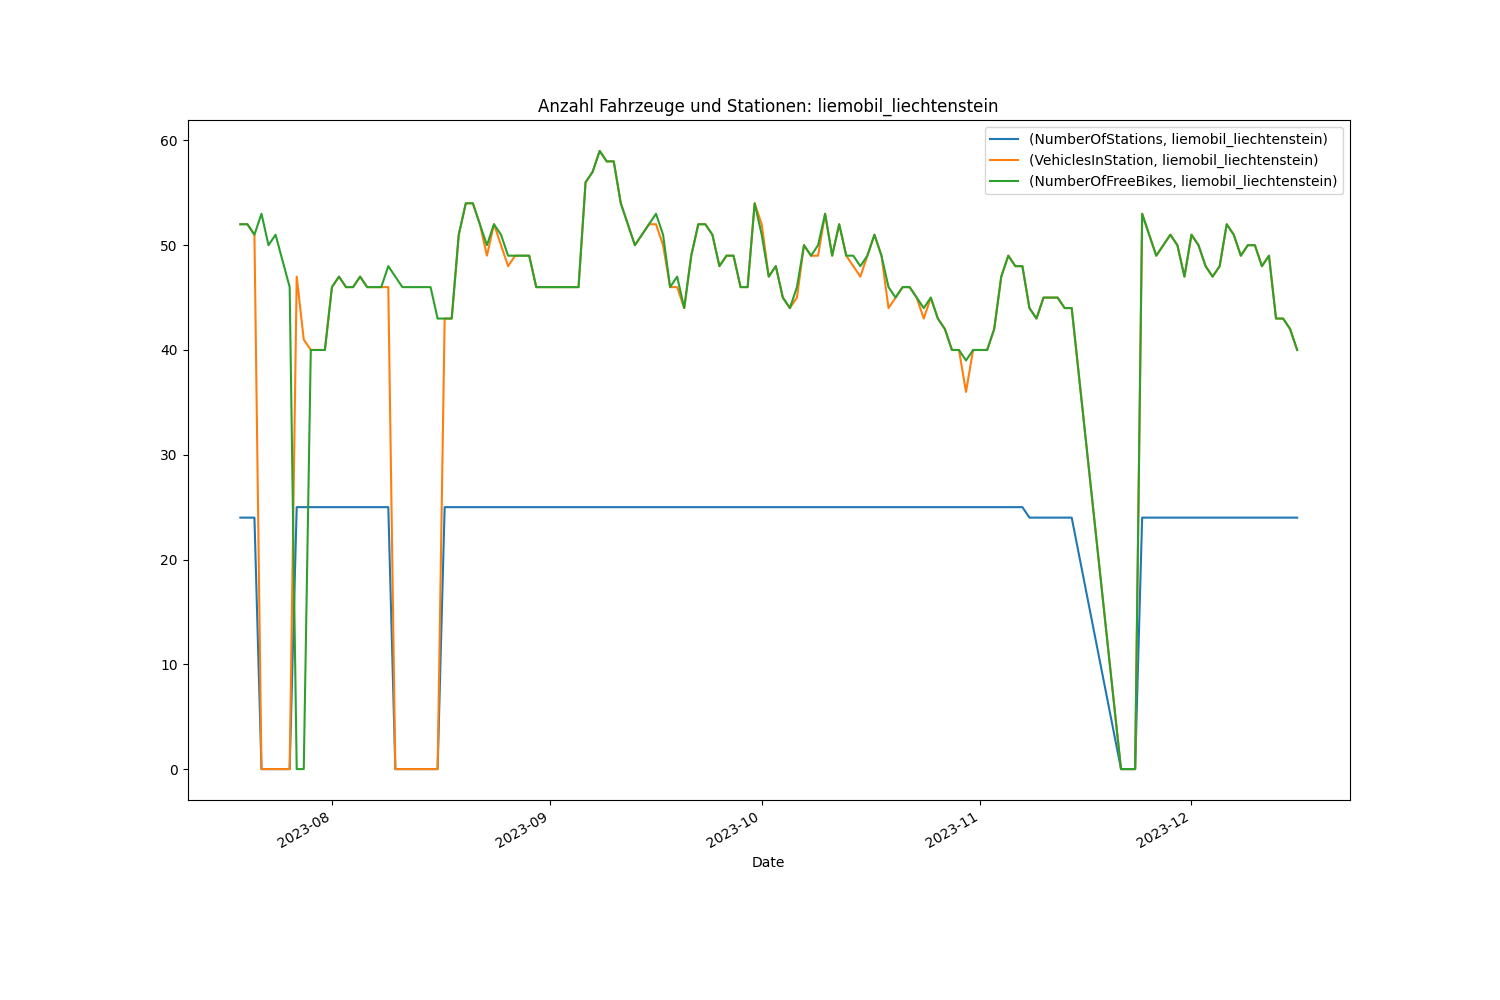 Anzahl Fahrzeuge und Stationen: liemobil_liechtenstein
(NumberOfStations, liemobil_liechtenstein)
(VehiclesInStation, liemobil_liechtenstein)
(NumberOfFreeBikes, liemobil_liechtenstein)
60
50
40
30
20
10
0
2023-08
2023-09
2023-10
2023-11
2023-12
Date